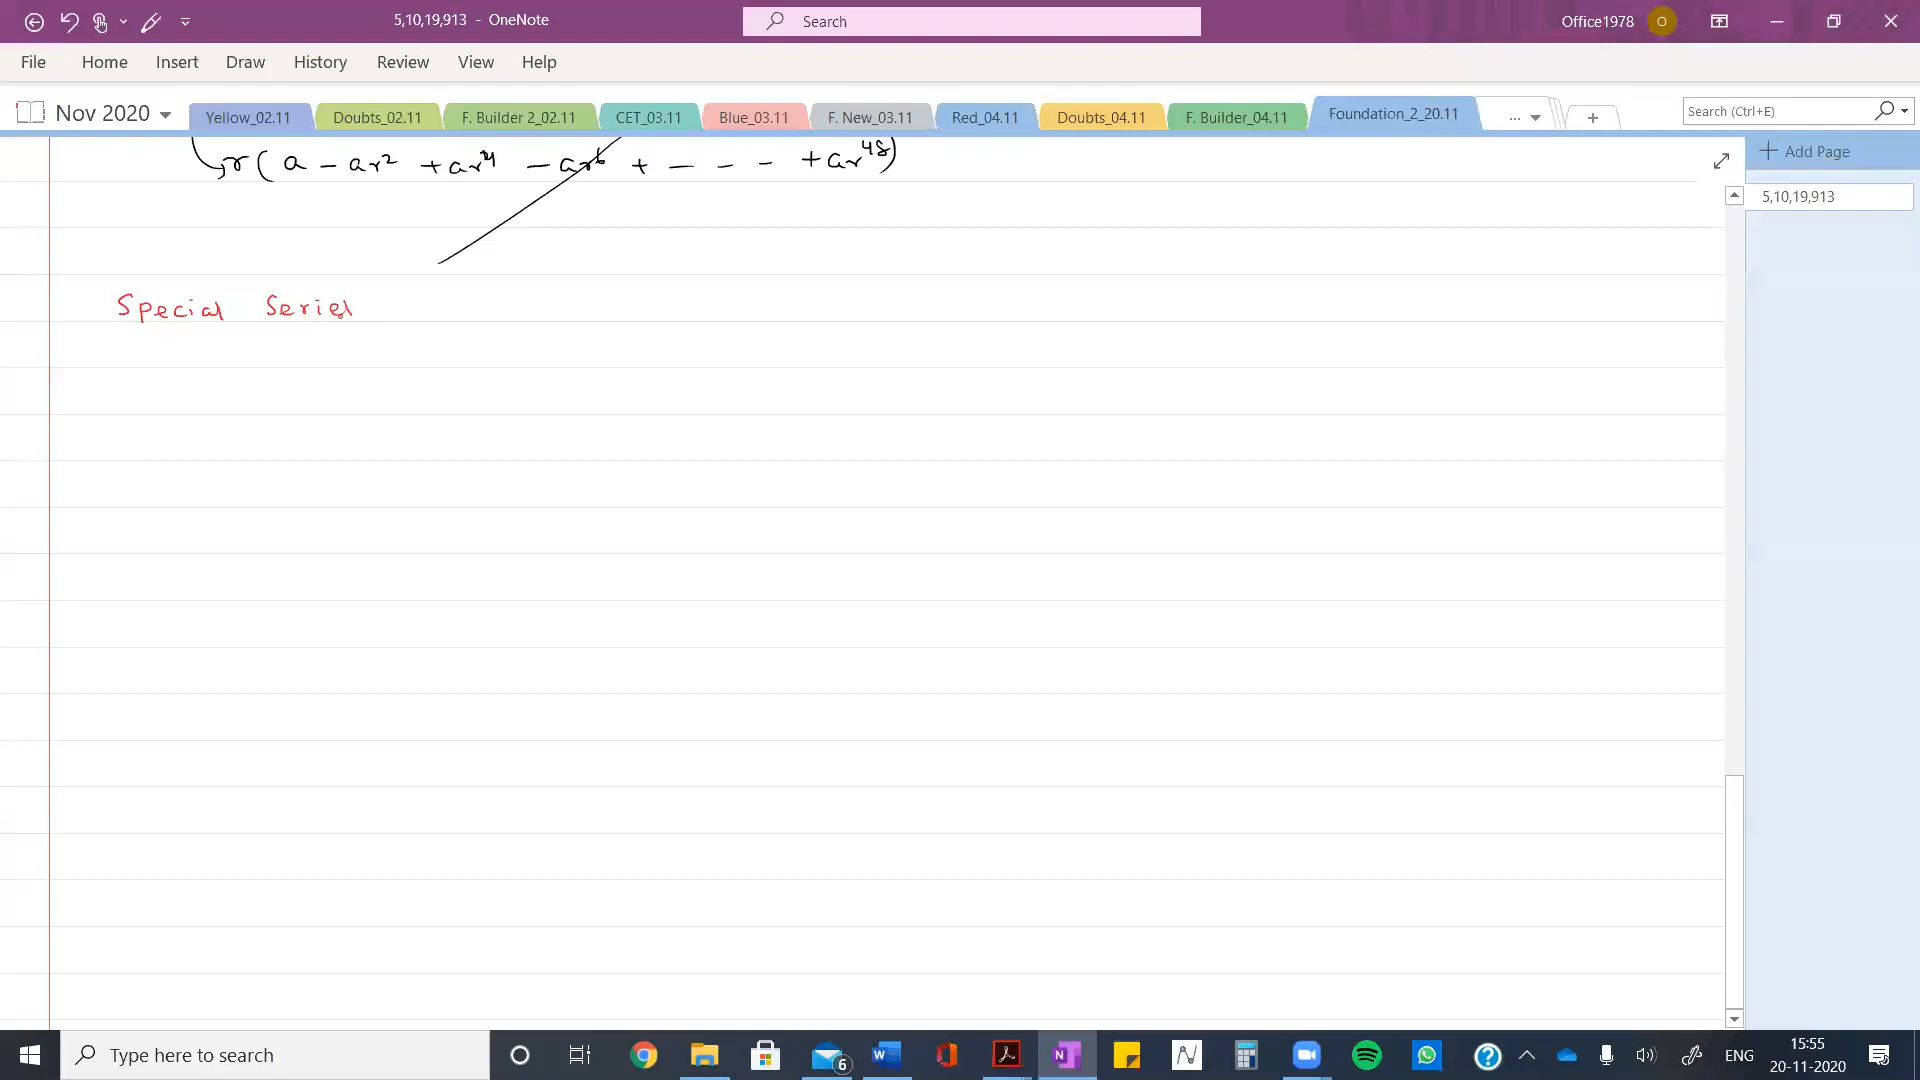 5,10,19,913 - OneNote
Search
Office1978
O
File Home Insert Draw History Review View Help
Nov 2020
Yellow_02.11 Doubts_02.11 F. Builder 2_02.11 CET_03.11 Blue_03.11 F. New_03.11 Red_04.11 Doubts_04.11 F. Builder_04.11 Foundation_2_20.11 ...
Search (Ctrl+E)
r(a - ar² + ar⁴ - ar⁶ + - - - + ar⁴⁸)
Add Page
5,10,19,913
Special Series
Type here to search
6
ENG
15:55
20-11-2020